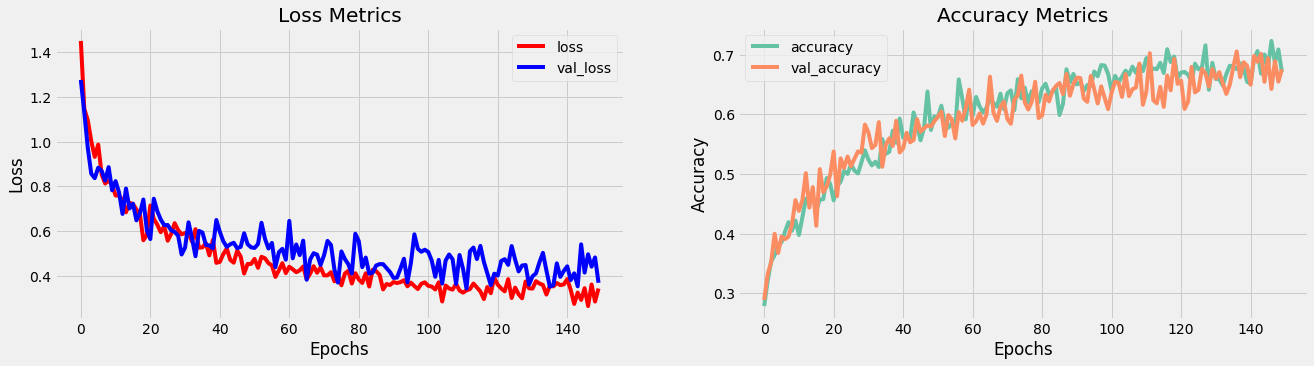 Loss Metrics
loss
val_loss
1.4
1.2
1.0
0.8
0.6
0.4
Loss
0 20 40 60 80 100 120 140
Epochs
Accuracy Metrics
accuracy
val_accuracy
0.7
0.6
0.5
0.4
0.3
Accuracy
0 20 40 60 80 100 120 140
Epochs